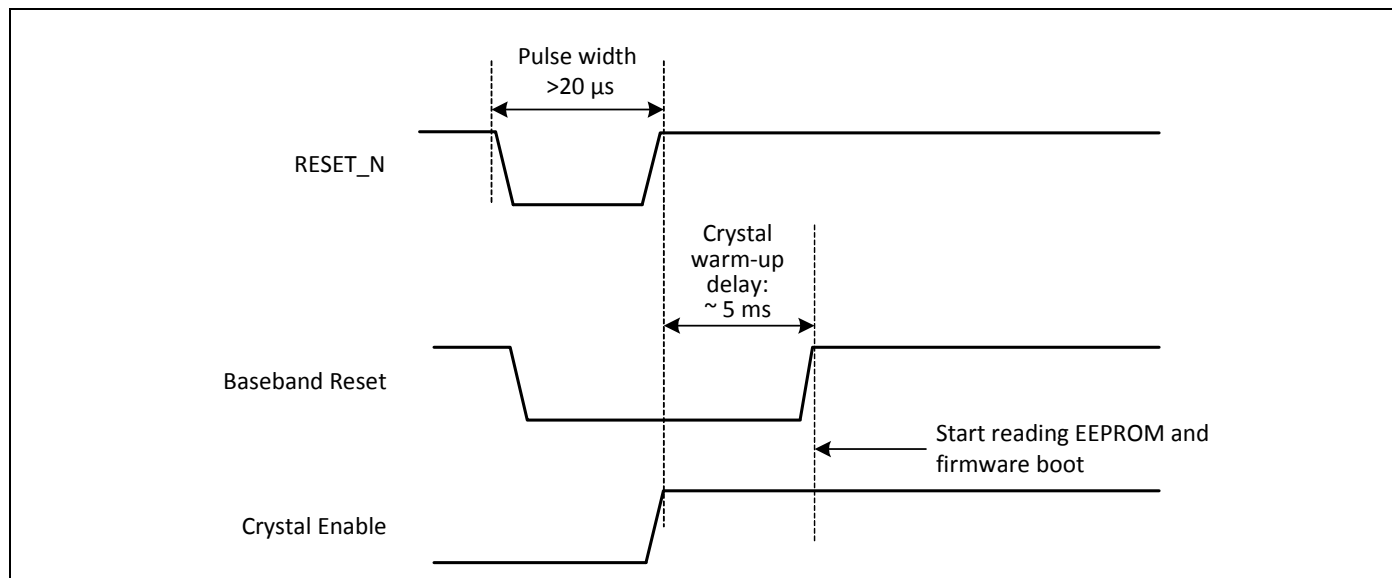 Pulse width
>20 µs
RESET_N
Crystal
warm-up
delay:
~ 5 ms
Baseband Reset
Start reading EEPROM and
firmware boot
Crystal Enable